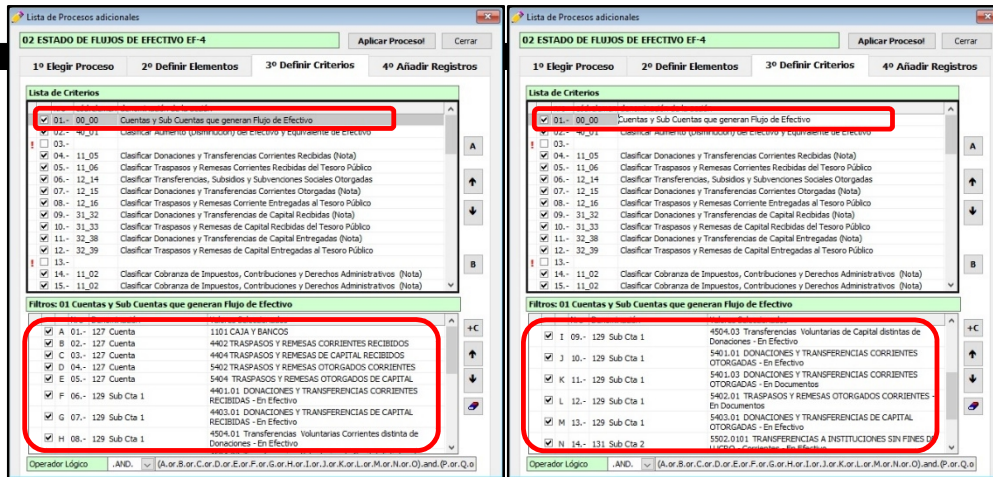 Lista de Procesos adicionales
02 ESTADO DE FLUJOS DE EFECTIVO EF-4
Aplicar Proceso!
Cerrar
1º Elegir Proceso 2º Definir Elementos 3º Definir Criterios 4º Añadir Registros
Lista de Criterios
01.- 00_00 Cuentas y Sub Cuentas que generan Flujo de Efectivo
02.- 40_01 Clasificar Aumento (Disminución) del Efectivo y Equivalente de Efectivo
! 03.-
04.- 11_05 Clasificar Donaciones y Transferencias Corrientes Recibidas (Nota)
05.- 11_06 Clasificar Traspasos y Remesas Corrientes Recibidas del Tesoro Público
06.- 12_14 Clasificar Transferencias, Subsidios y Subvenciones Sociales Otorgadas
07.- 12_15 Clasificar Donaciones y Transferencias Corrientes Otorgadas (Nota)
08.- 12_16 Clasificar Traspasos y Remesas Corriente Entregadas al Tesoro Público
09.- 31_32 Clasificar Donaciones y Transferencias de Capital Recibidas (Nota)
10.- 31_33 Clasificar Traspasos y Remesas de Capital Recibidas del Tesoro Público
11.- 32_38 Clasificar Donaciones y Transferencias de Capital Entregadas (Nota)
12.- 32_39 Clasificar Traspasos y Remesas de Capital Entregadas al Tesoro Público
! 13.-
14.- 11_02 Clasificar Cobranza de Impuestos, Contribuciones y Derechos Administrativos (Nota)
15.- 11_02 Clasificar Cobranza de Impuestos, Contribuciones y Derechos Administrativos (Nota)
A
B
Filtros: 01 Cuentas y Sub Cuentas que generan Flujo de Efectivo
A 01.- 127 Cuenta 1101 CAJA Y BANCOS
B 02.- 127 Cuenta 4402 TRASPASOS Y REMESAS CORRIENTES RECIBIDOS
C 03.- 127 Cuenta 4404 TRASPASOS Y REMESAS DE CAPITAL RECIBIDOS
D 04.- 127 Cuenta 5402 TRASPASOS Y REMESAS OTORGADOS CORRIENTES
E 05.- 127 Cuenta 5404 TRASPASOS Y REMESAS OTORGADOS DE CAPITAL
F 06.- 129 Sub Cta 1 4401.01 DONACIONES Y TRANSFERENCIAS CORRIENTES
RECIBIDAS - En Efectivo
G 07.- 129 Sub Cta 1 4403.01 DONACIONES Y TRANSFERENCIAS DE CAPITAL
RECIBIDAS - En Efectivo
H 08.- 129 Sub Cta 1 4504.01 Transferencias Voluntarias Corrientes distinta de
Donaciones - En Efectivo
+C
Operador Lógico .AND. (A.or.B.or.C.or.D.or.E.or.F.or.G.or.H.or.I.or.J.or.K.or.L.or.M.or.N.or.O).and.(P.or.Q.o
Lista de Procesos adicionales
02 ESTADO DE FLUJOS DE EFECTIVO EF-4
Aplicar Proceso!
Cerrar
1º Elegir Proceso 2º Definir Elementos 3º Definir Criterios 4º Añadir Registros
Lista de Criterios
01.- 00_00 Cuentas y Sub Cuentas que generan Flujo de Efectivo
02.- 40_01 Clasificar Aumento (Disminución) del Efectivo y Equivalente de Efectivo
! 03.-
04.- 11_05 Clasificar Donaciones y Transferencias Corrientes Recibidas (Nota)
05.- 11_06 Clasificar Traspasos y Remesas Corrientes Recibidas del Tesoro Público
06.- 12_14 Clasificar Transferencias, Subsidios y Subvenciones Sociales Otorgadas
07.- 12_15 Clasificar Donaciones y Transferencias Corrientes Otorgadas (Nota)
08.- 12_16 Clasificar Traspasos y Remesas Corriente Entregadas al Tesoro Público
09.- 31_32 Clasificar Donaciones y Transferencias de Capital Recibidas (Nota)
10.- 31_33 Clasificar Traspasos y Remesas de Capital Recibidas del Tesoro Público
11.- 32_38 Clasificar Donaciones y Transferencias de Capital Entregadas (Nota)
12.- 32_39 Clasificar Traspasos y Remesas de Capital Entregadas al Tesoro Público
! 13.-
14.- 11_02 Clasificar Cobranza de Impuestos, Contribuciones y Derechos Administrativos (Nota)
15.- 11_02 Clasificar Cobranza de Impuestos, Contribuciones y Derechos Administrativos (Nota)
A
B
Filtros: 01 Cuentas y Sub Cuentas que generan Flujo de Efectivo
I 09.- 129 Sub Cta 1 4504.03 Transferencias Voluntarias de Capital distintas de
Donaciones - En Efectivo
J 10.- 129 Sub Cta 1 5401.01 DONACIONES Y TRANSFERENCIAS CORRIENTES
OTORGADAS - En Efectivo
K 11.- 129 Sub Cta 1 5401.03 DONACIONES Y TRANSFERENCIAS CORRIENTES
OTORGADAS - En Documentos
L 12.- 129 Sub Cta 1 5402.01 TRASPASOS Y REMESAS OTORGADOS CORRIENTES -
En Documentos
M 13.- 129 Sub Cta 1 5403.01 DONACIONES Y TRANSFERENCIAS DE CAPITAL
OTORGADAS - En Efectivo
N 14.- 131 Sub Cta 2 5502.0101 TRANSFERENCIAS A INSTITUCIONES SIN FINES DE
LUCRO - Corrientes - En Efectivo
+C
Operador Lógico .AND. (A.or.B.or.C.or.D.or.E.or.F.or.G.or.H.or.I.or.J.or.K.or.L.or.M.or.N.or.O).and.(P.or.Q.o